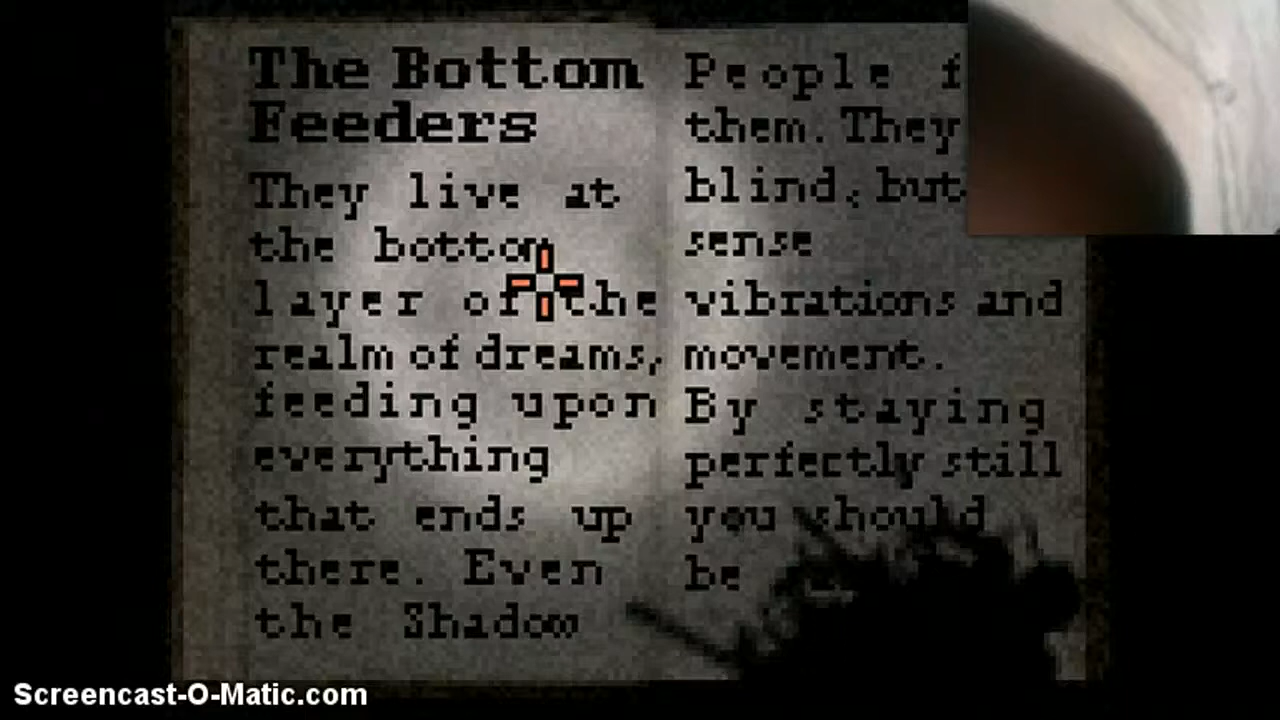 The Bottom
Feeders
They live at
the bottom
layer of the
realm of dreams,
feeding upon
everything
that ends up
there. Even
the Shadow
People f
them. They
blind, but
sense
vibrations and
movement.
By staying
perfectly still
you should
be
Screencast-O-Matic.com